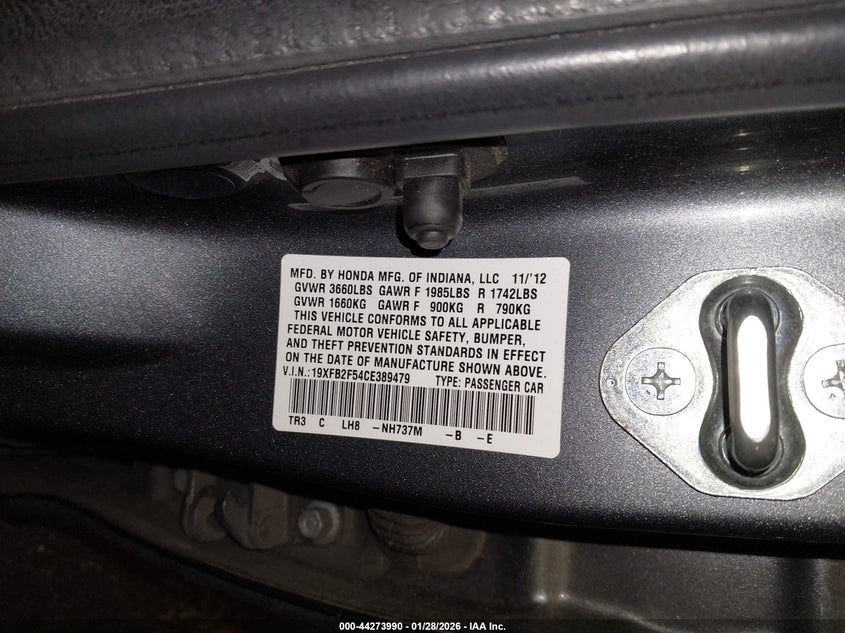 MFD. BY HONDA MFG. OF INDIANA, LLC 11/'12
GVWR 3660LBS GAWR F 1985LBS R 1742LBS
GVWR 1660KG GAWR F 900KG R 790KG
THIS VEHICLE CONFORMS TO ALL APPLICABLE
FEDERAL MOTOR VEHICLE SAFETY, BUMPER,
AND THEFT PREVENTION STANDARDS IN EFFECT
ON THE DATE OF MANUFACTURE SHOWN ABOVE.
V.I.N.:19XFB2F54CE389479 TYPE: PASSENGER CAR
TR3 C LH8 -NH737M -B -E
000-44273990 - 01/28/2026 - IAA Inc.